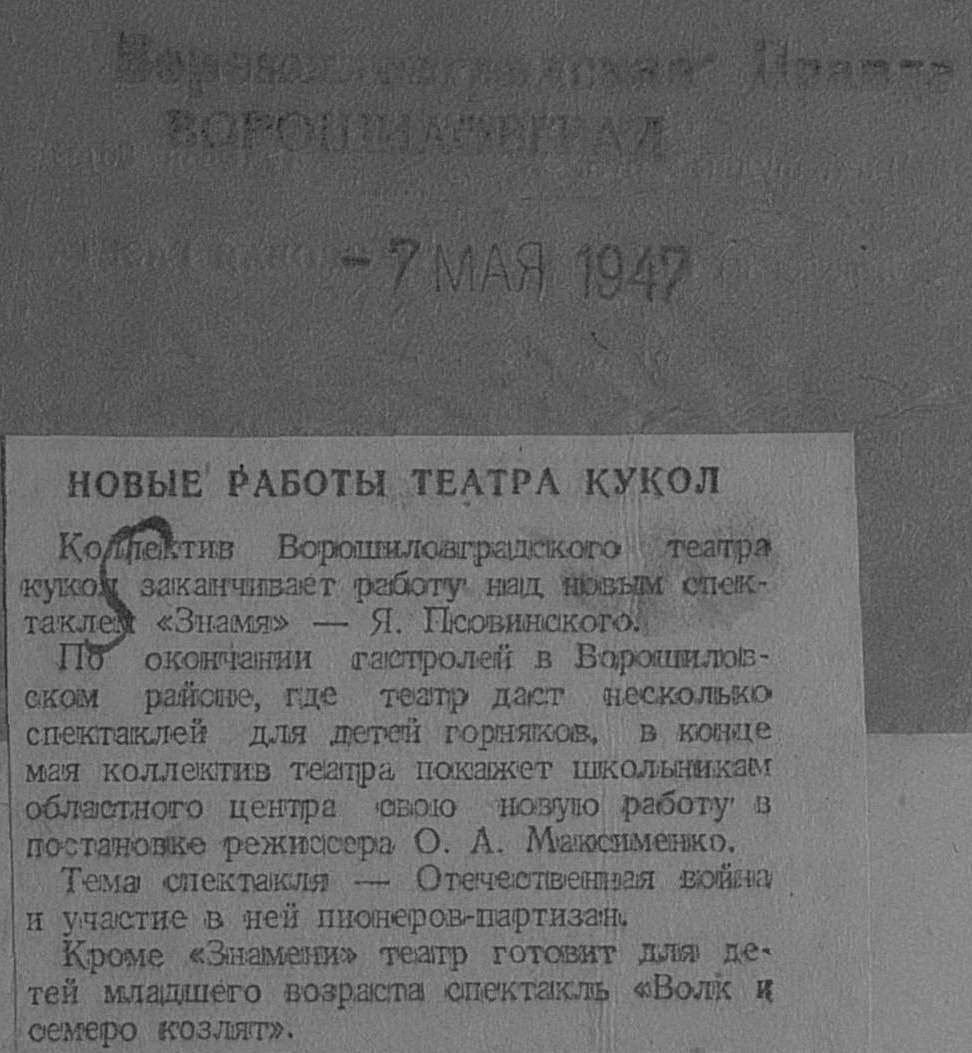 Ворошиловградская Правда
ВОРОШИЛОВГРАД
-7 МАЯ 1947
НОВЫЕ РАБОТЫ ТЕАТРА КУКОЛ
Коллектив Ворошиловградского театра
кукол заканчивает работу над новым спек-
таклем «Знамя» — Я. Псовинского.
По окончании гастролей в Ворошилов-
ском районе, где театр даст несколько
спектаклей для детей горняков, в конце
мая коллектив театра покажет школьникам
областного центра свою новую работу в
постановке режиссера О. А. Максименко.
Тема спектакля — Отечественная война
и участие в ней пионеров-партизан.
Кроме «Знамени» театр готовит для де-
тей младшего возраста спектакль «Волк и
семеро козлят».